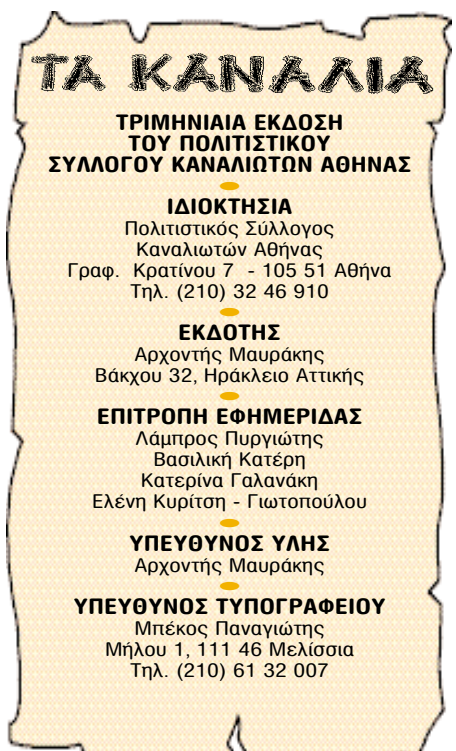 ΤΑ ΚΑΝΑΛΙΑ
ΤΡΙΜΗΝΙΑΙΑ ΕΚΔΟΣΗ
ΤΟΥ ΠΟΛΙΤΙΣΤΙΚΟΥ
ΣΥΛΛΟΓΟΥ ΚΑΝΑΛΙΩΤΩΝ ΑΘΗΝΑΣ
ΙΔΙΟΚΤΗΣΙΑ
Πολιτιστικός Σύλλογος
Καναλιωτών Αθήνας
Γραφ. Κρατίνου 7 - 105 51 Αθήνα
Τηλ. (210) 32 46 910
ΕΚΔΟΤΗΣ
Αρχοντής Μαυράκης
Βάκχου 32, Ηράκλειο Αττικής
ΕΠΙΤΡΟΠΗ ΕΦΗΜΕΡΙΔΑΣ
Λάμπρος Πυργιώτης
Βασιλική Κατέρη
Κατερίνα Γαλανάκη
Ελένη Κυρίτση - Γιωτοπούλου
ΥΠΕΥΘΥΝΟΣ ΥΛΗΣ
Αρχοντής Μαυράκης
ΥΠΕΥΘΥΝΟΣ ΤΥΠΟΓΡΑΦΕΙΟΥ
Μπέκος Παναγιώτης
Μήλου 1, 111 46 Μελίσσια
Τηλ. (210) 61 32 007